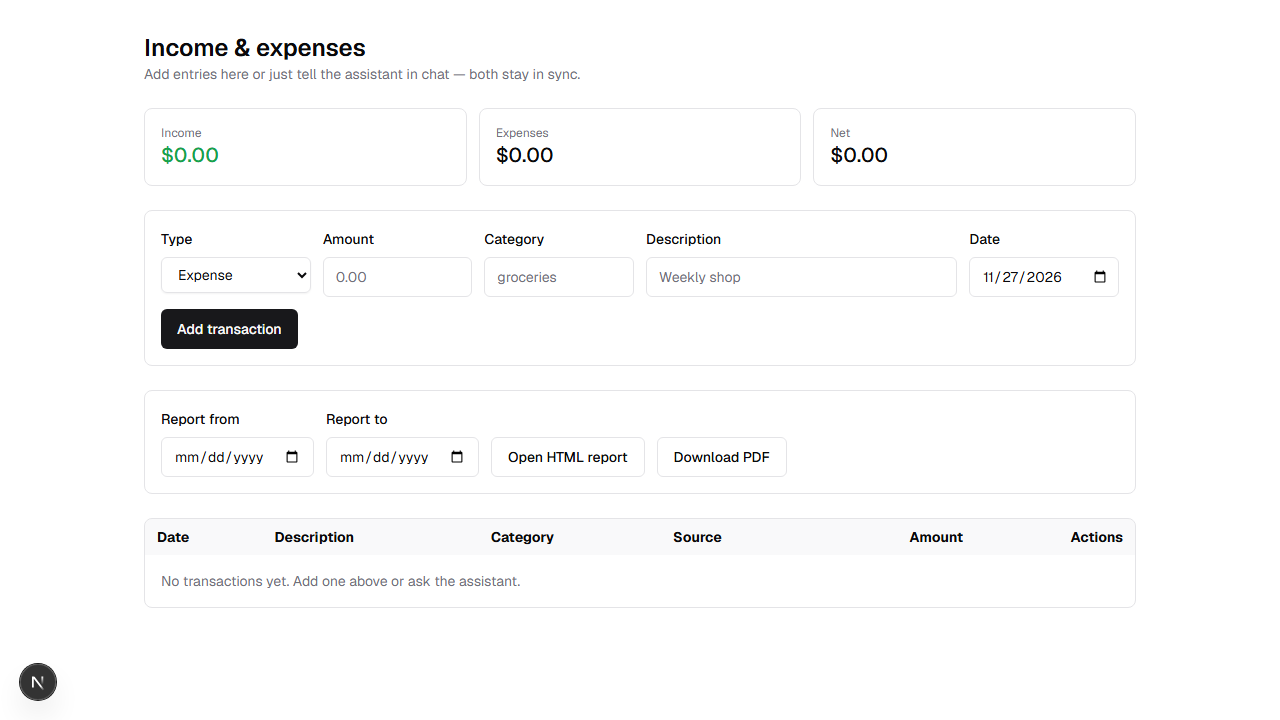 Income & expenses
Add entries here or just tell the assistant in chat — both stay in sync.
Income Expenses Net
$0.00 $0.00 $0.00
Type Amount Category Description Date
Expense 0.00 groceries Weekly shop 11/27/2026
Add transaction
Report from Report to
mm/dd/yyyy mm/dd/yyyy Open HTML report Download PDF
Date Description Category Source Amount Actions
No transactions yet. Add one above or ask the assistant.
N